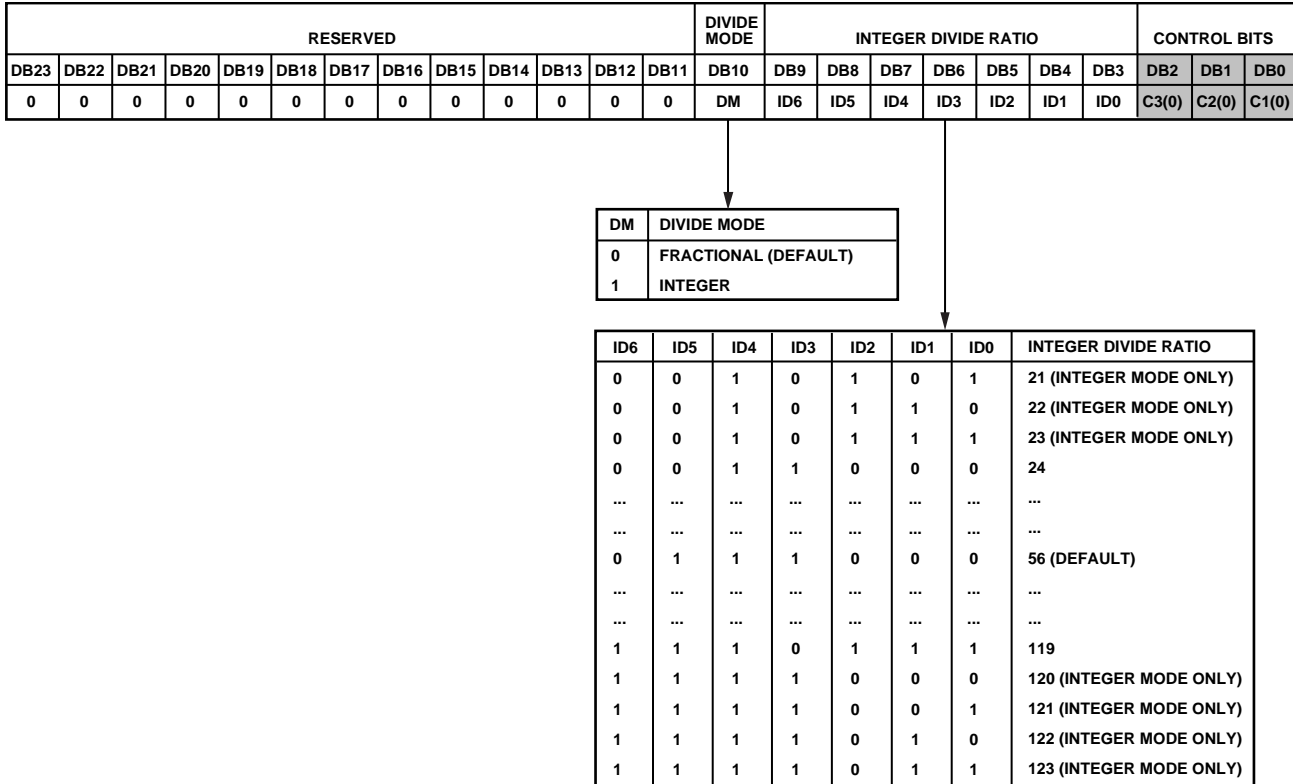 RESERVED DIVIDE MODE INTEGER DIVIDE RATIO CONTROL BITS
DB23 DB22 DB21 DB20 DB19 DB18 DB17 DB16 DB15 DB14 DB13 DB12 DB11 DB10 DB9 DB8 DB7 DB6 DB5 DB4 DB3 DB2 DB1 DB0
0 0 0 0 0 0 0 0 0 0 0 0 0 DM ID6 ID5 ID4 ID3 ID2 ID1 ID0 C3(0) C2(0) C1(0)
DM DIVIDE MODE
0 FRACTIONAL (DEFAULT)
1 INTEGER
ID6 ID5 ID4 ID3 ID2 ID1 ID0 INTEGER DIVIDE RATIO
0 0 1 0 1 0 1 21 (INTEGER MODE ONLY)
0 0 1 0 1 1 0 22 (INTEGER MODE ONLY)
0 0 1 0 1 1 1 23 (INTEGER MODE ONLY)
0 0 1 1 0 0 0 24
... ... ... ... ... ... ... ...
... ... ... ... ... ... ... ...
0 1 1 1 0 0 0 56 (DEFAULT)
... ... ... ... ... ... ... ...
... ... ... ... ... ... ... ...
1 1 1 0 1 1 1 119
1 1 1 1 0 0 0 120 (INTEGER MODE ONLY)
1 1 1 1 0 0 1 121 (INTEGER MODE ONLY)
1 1 1 1 0 1 0 122 (INTEGER MODE ONLY)
1 1 1 1 0 1 1 123 (INTEGER MODE ONLY)